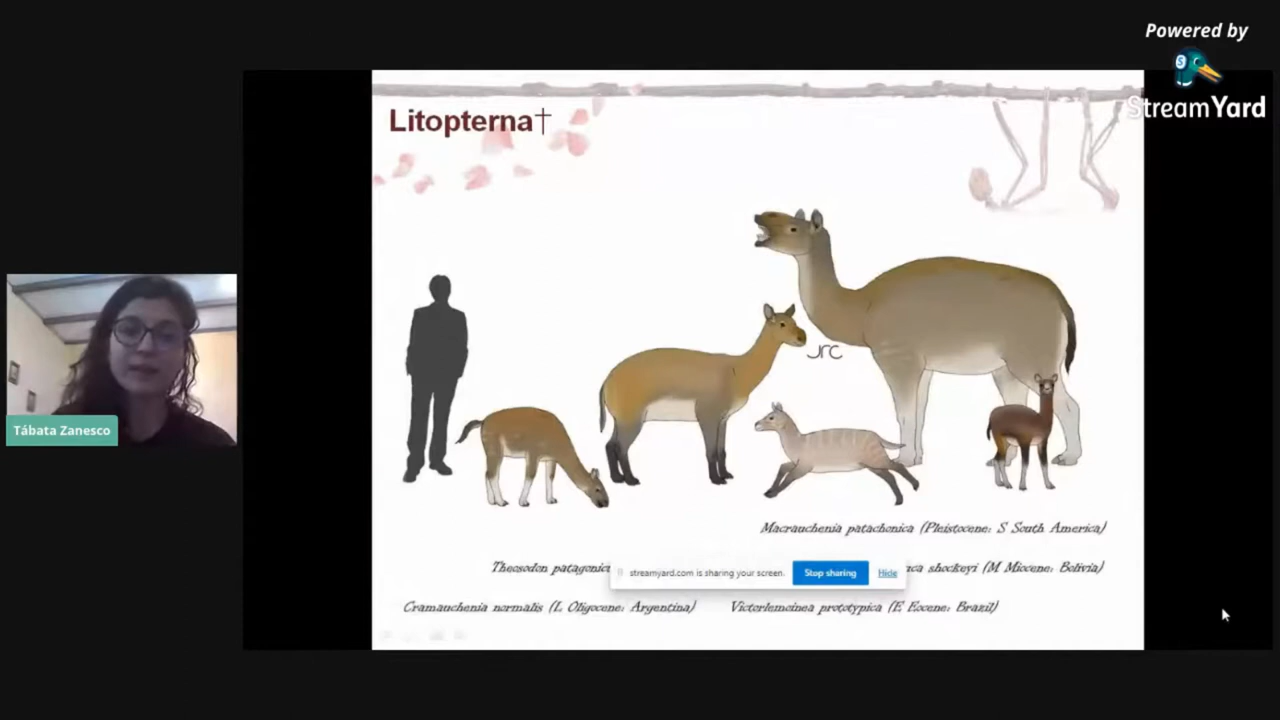 Powered by
StreamYard
Litopterna†
Tábata Zanesco
JRC
Macrauchenia patachonica (Pleistocene: S South America)
Theosodon
streamyard.com is sharing your screen.
Stop sharing
Hide
shockeyi (M Miocene: Bolivia)
Cramauchenia normalis (L Oligocene: Argentina)
Victorlemoinea prototypica (E Eocene: Brazil)